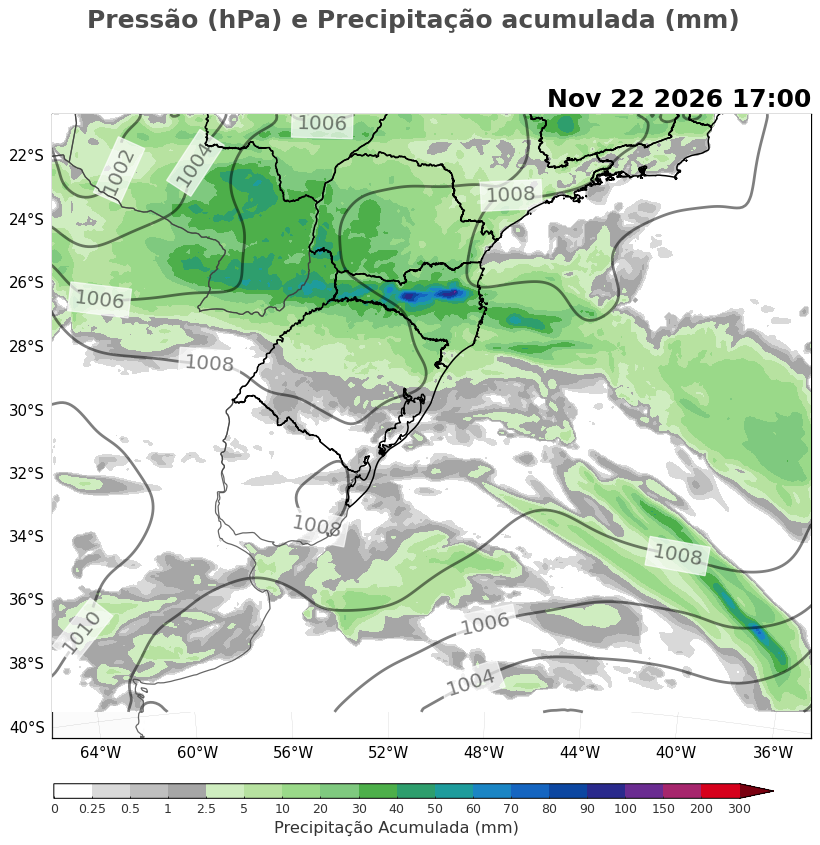 Pressão (hPa) e Precipitação acumulada (mm)
Nov 22 2026 17:00
1006
1002
1004
1008
1006
1008
1008
1008
1010
1006
1004
22°S
24°S
26°S
28°S
30°S
32°S
34°S
36°S
38°S
40°S
64°W 60°W 56°W 52°W 48°W 44°W 40°W 36°W
0 0.25 0.5 1 2.5 5 10 20 30 40 50 60 70 80 90 100 150 200 300
Precipitação Acumulada (mm)